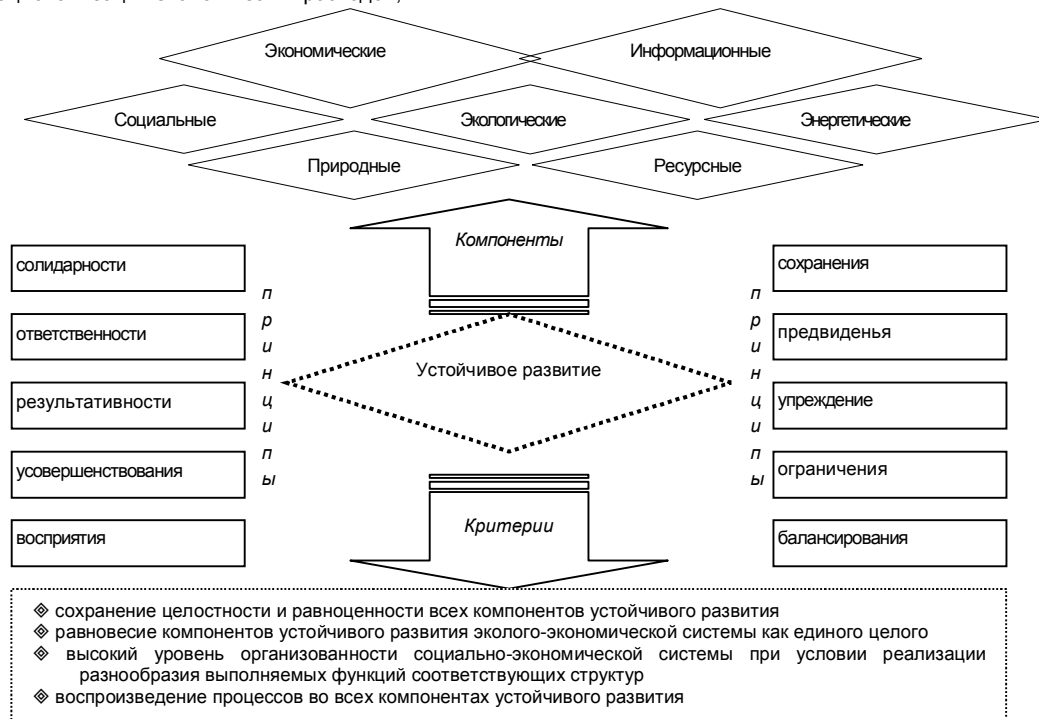 Экономические
Информационные
Социальные
Экологические
Энергетические
Природные
Ресурсные
Компоненты
солидарности
ответственности
результативности
усовершенствования
восприятия
принципы
Устойчивое развитие
принципы
сохранения
предвиденья
упреждение
ограничения
балансирования
Критерии
сохранение целостности и равноценности всех компонентов устойчивого развития
равновесие компонентов устойчивого развития эколого-экономической системы как единого целого
высокий уровень организованности социально-экономической системы при условии реализации
разнообразия выполняемых функций соответствующих структур
воспроизведение процессов во всех компонентах устойчивого развития